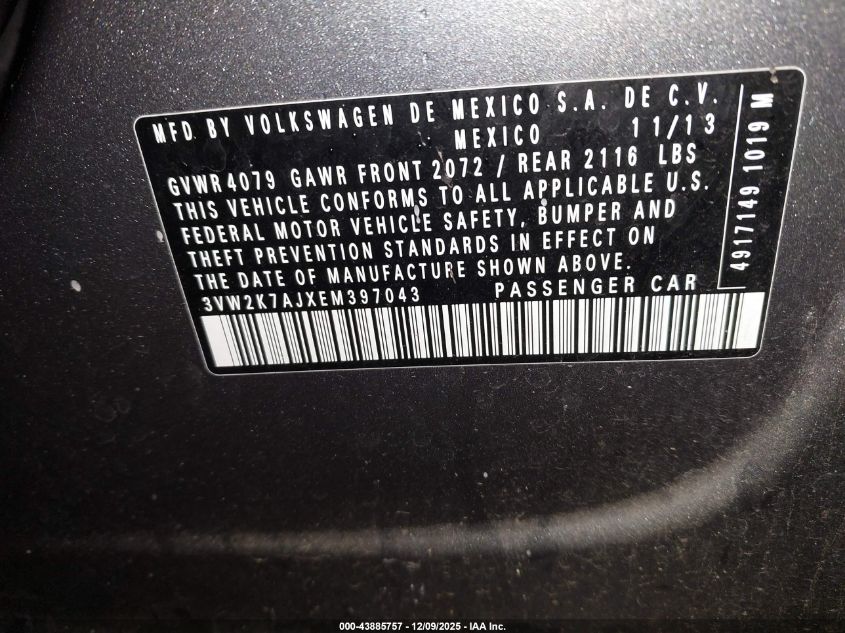 MFD. BY VOLKSWAGEN DE MEXICO S.A. DE C.V.
MEXICO 11/13
GVWR 4079 GAWR FRONT 2072 / REAR 2116 LBS
THIS VEHICLE CONFORMS TO ALL APPLICABLE U.S.
FEDERAL MOTOR VEHICLE SAFETY, BUMPER AND
THEFT PREVENTION STANDARDS IN EFFECT ON
THE DATE OF MANUFACTURE SHOWN ABOVE.
3VW2K7AJXEM397043 PASSENGER CAR
4917149 1019 M
000-43885757 - 12/09/2025 - IAA Inc.